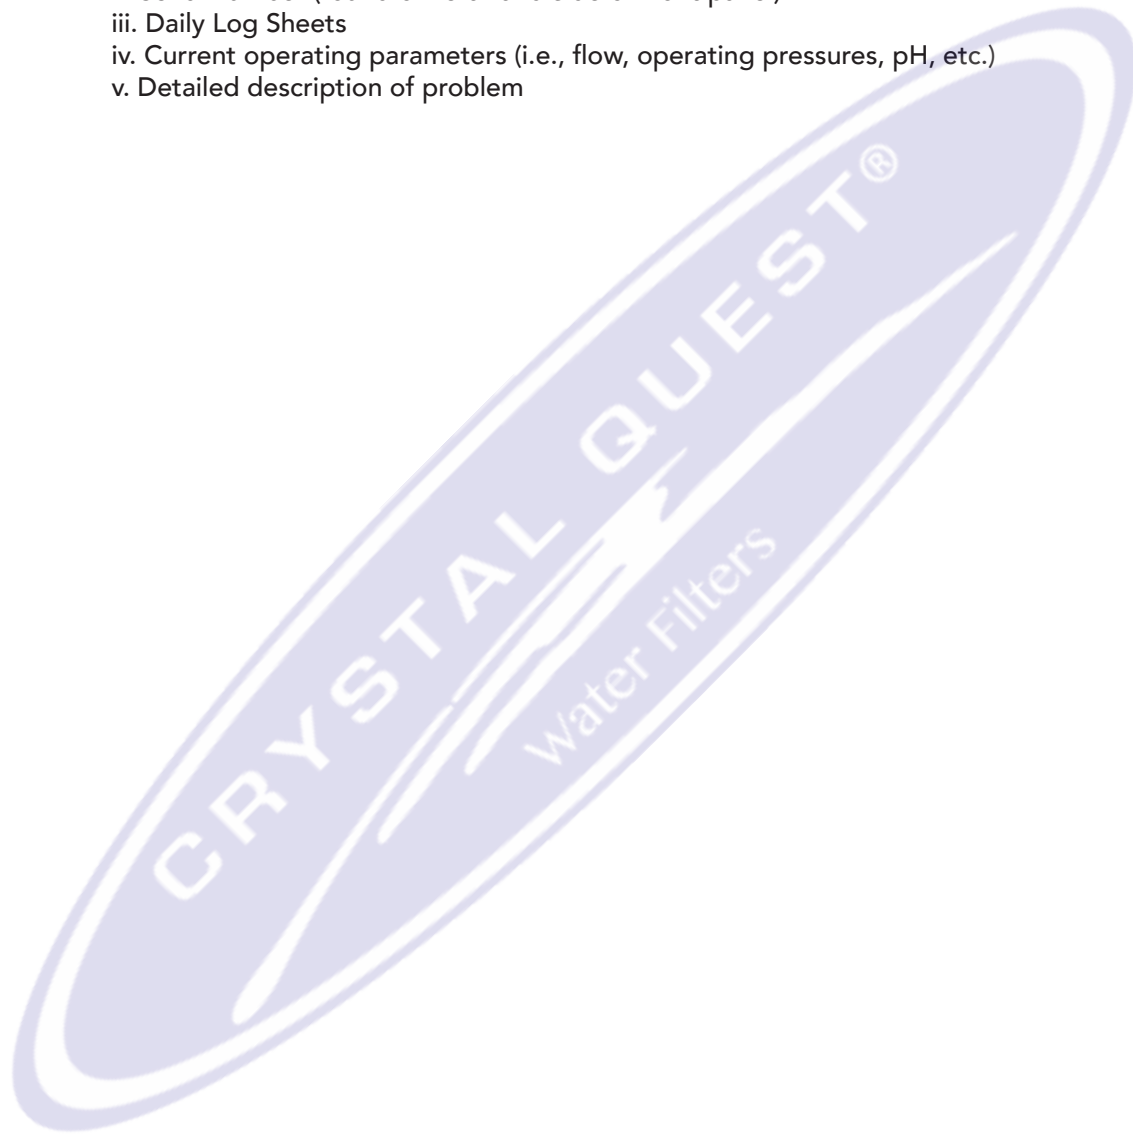 iii. Daily Log Sheets
iv. Current operating parameters (i.e., flow, operating pressures, pH, etc.)
v. Detailed description of problem
CRYSTAL QUEST®
Water Filters